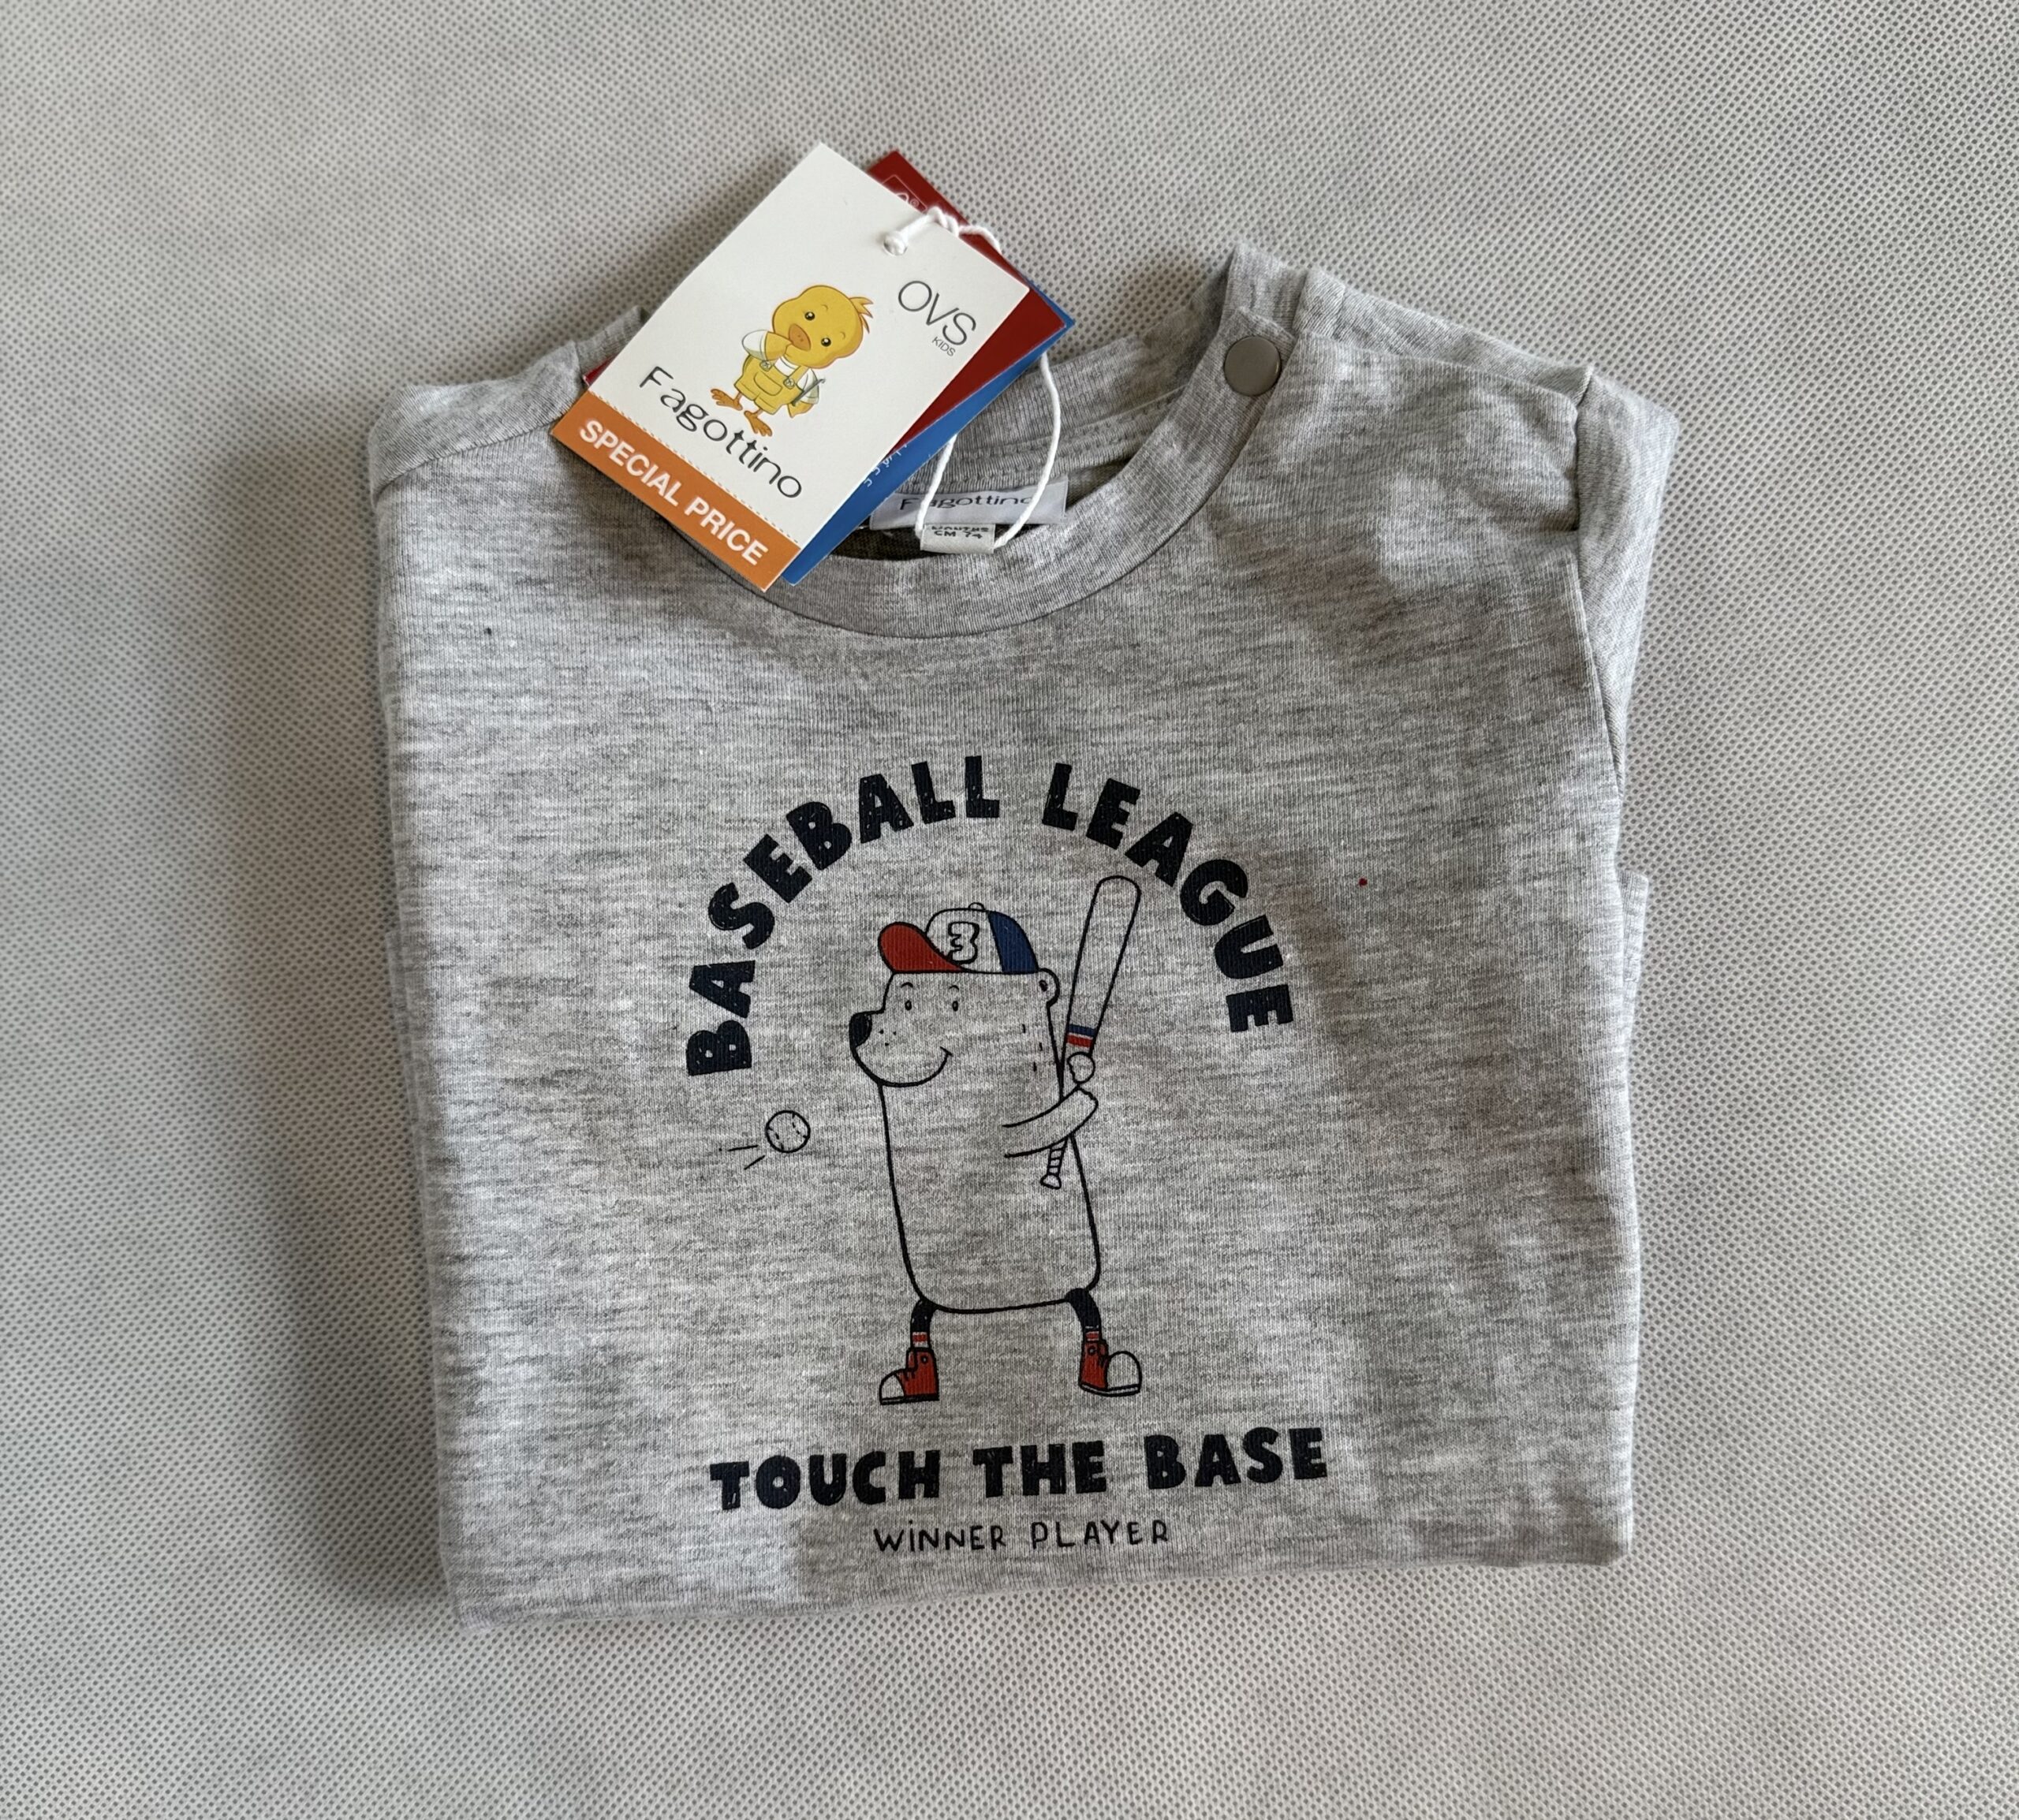 OVS
KIDS
Fagottino
SPECIAL PRICE
Fagottino
CM 74
BASEBALL LEAGUE
3
TOUCH THE BASE
WiNNER PLAYER